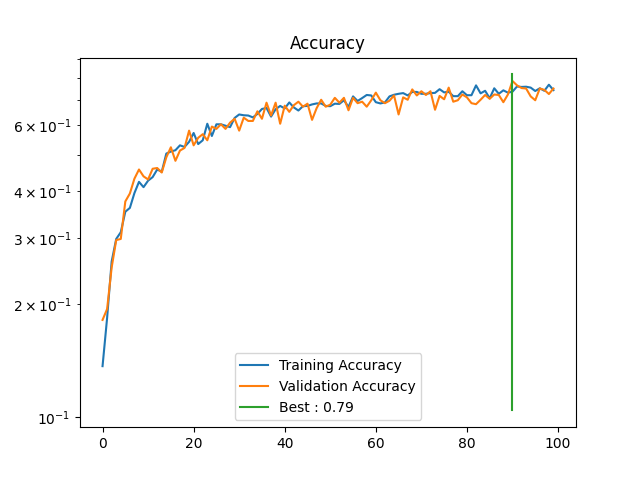 Accuracy
6 × 10⁻¹
4 × 10⁻¹
3 × 10⁻¹
2 × 10⁻¹
10⁻¹
Training Accuracy
Validation Accuracy
Best : 0.79
0 20 40 60 80 100